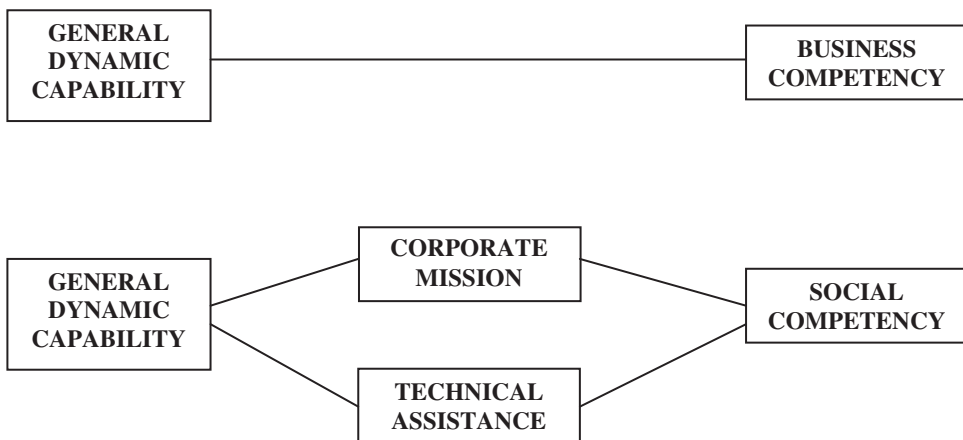 GENERAL
DYNAMIC
CAPABILITY
BUSINESS
COMPETENCY
GENERAL
DYNAMIC
CAPABILITY
CORPORATE
MISSION
TECHNICAL
ASSISTANCE
SOCIAL
COMPETENCY